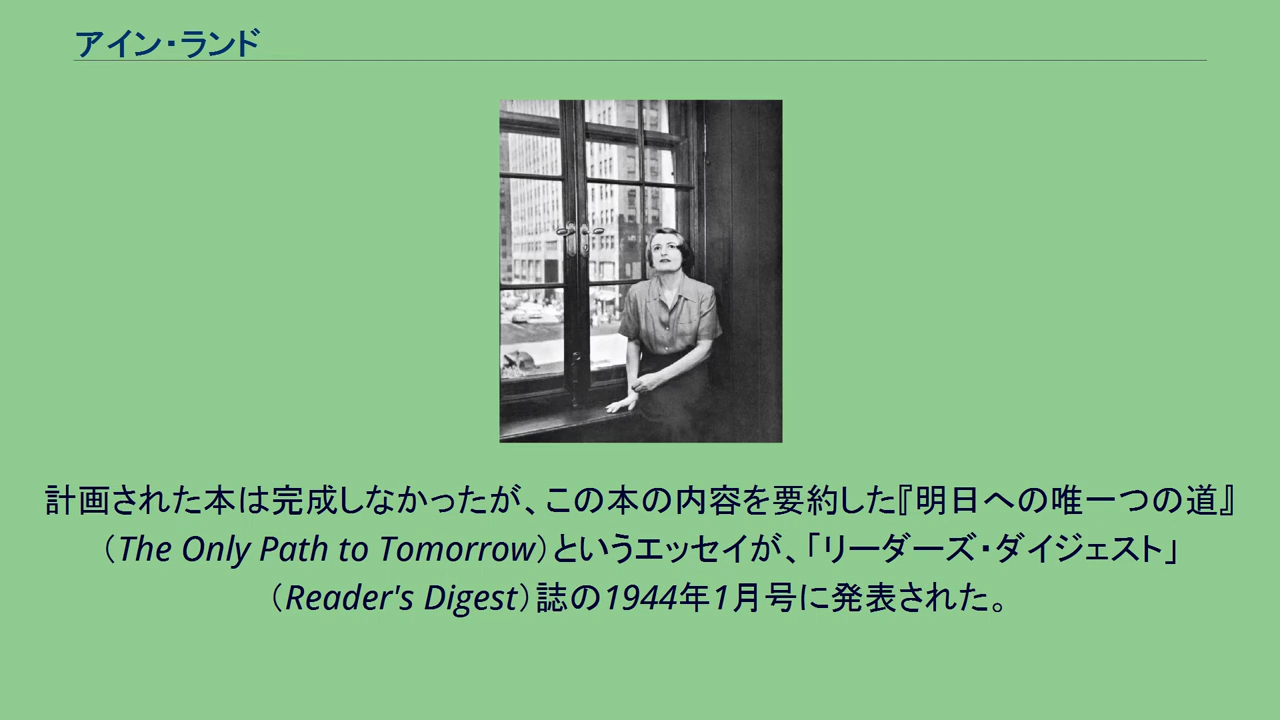 アイン・ランド
計画された本は完成しなかったが、この本の内容を要約した『明日への唯一つの道』
（The Only Path to Tomorrow）というエッセイが、「リーダーズ・ダイジェスト」
（Reader's Digest）誌の1944年1月号に発表された。